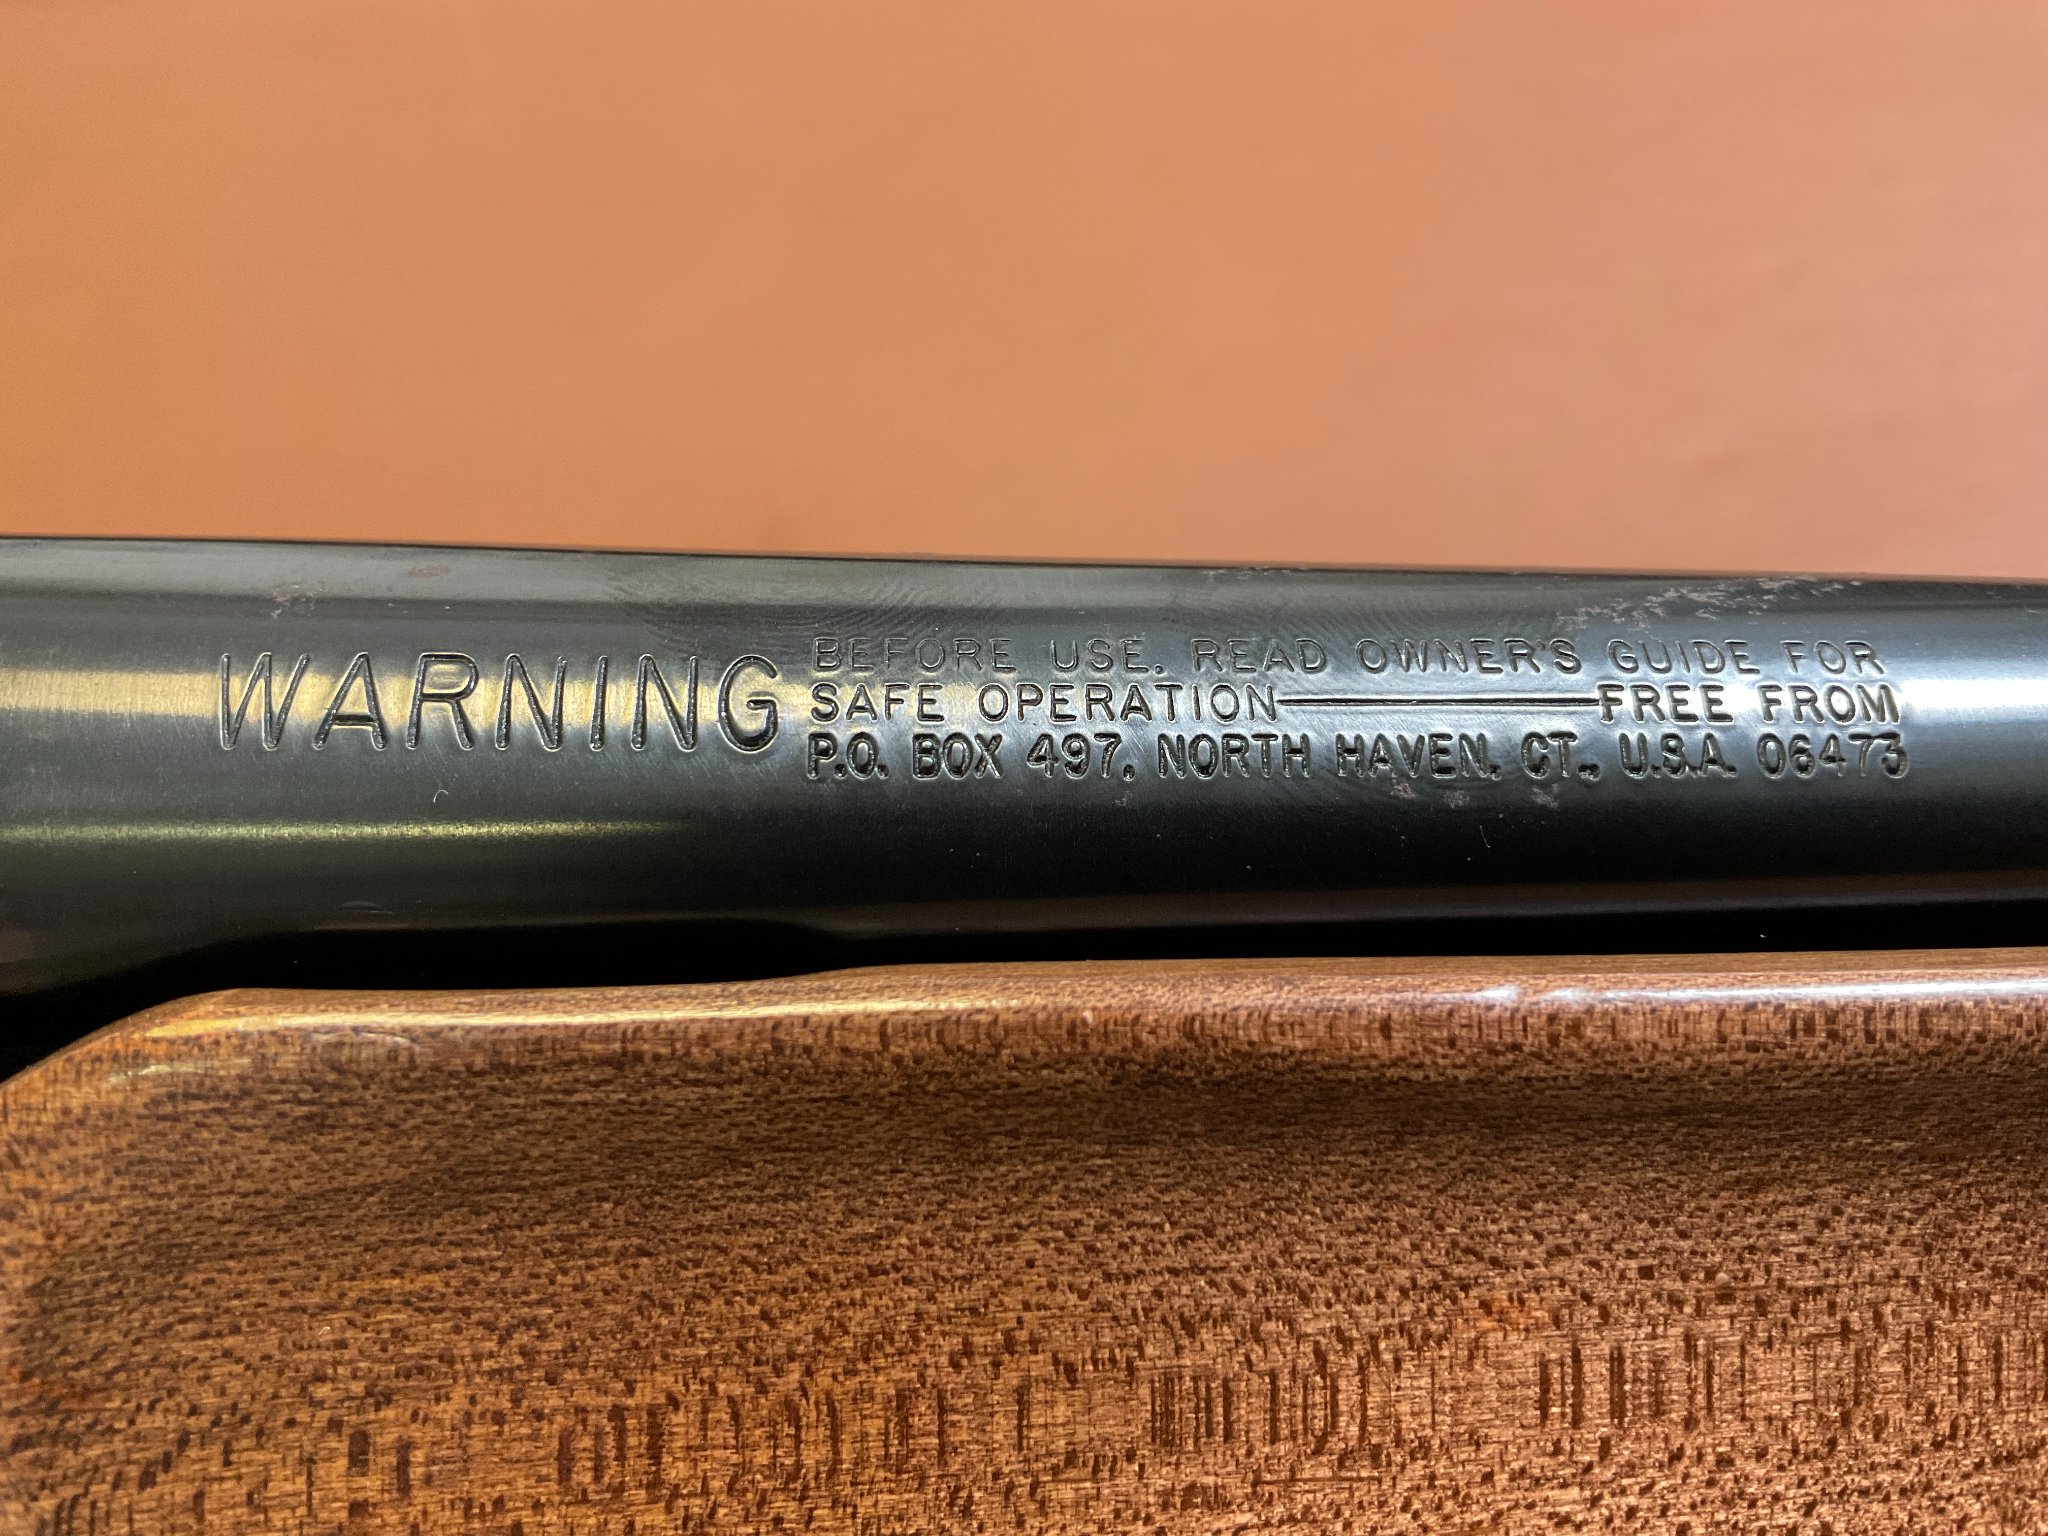 WARNING
BEFORE USE, READ OWNER'S GUIDE FOR
SAFE OPERATION——FREE FROM
P.O. BOX 497, NORTH HAVEN, CT., U.S.A. 06473